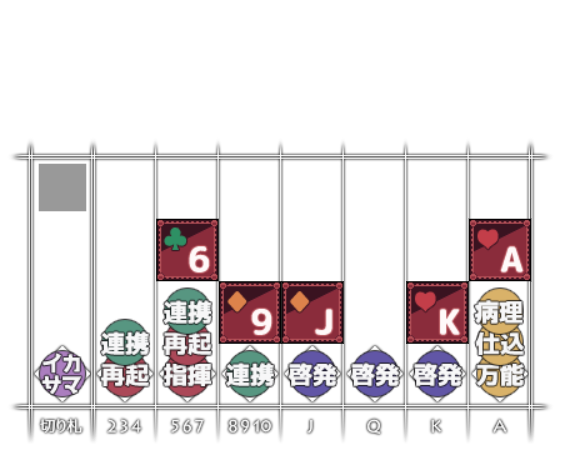 6 A
9 J K
連携 病理
連携 再起 仕込
イカサマ 再起 指揮 連携 啓発 啓発 啓発 万能
切り札 234 567 8910 J Q K A